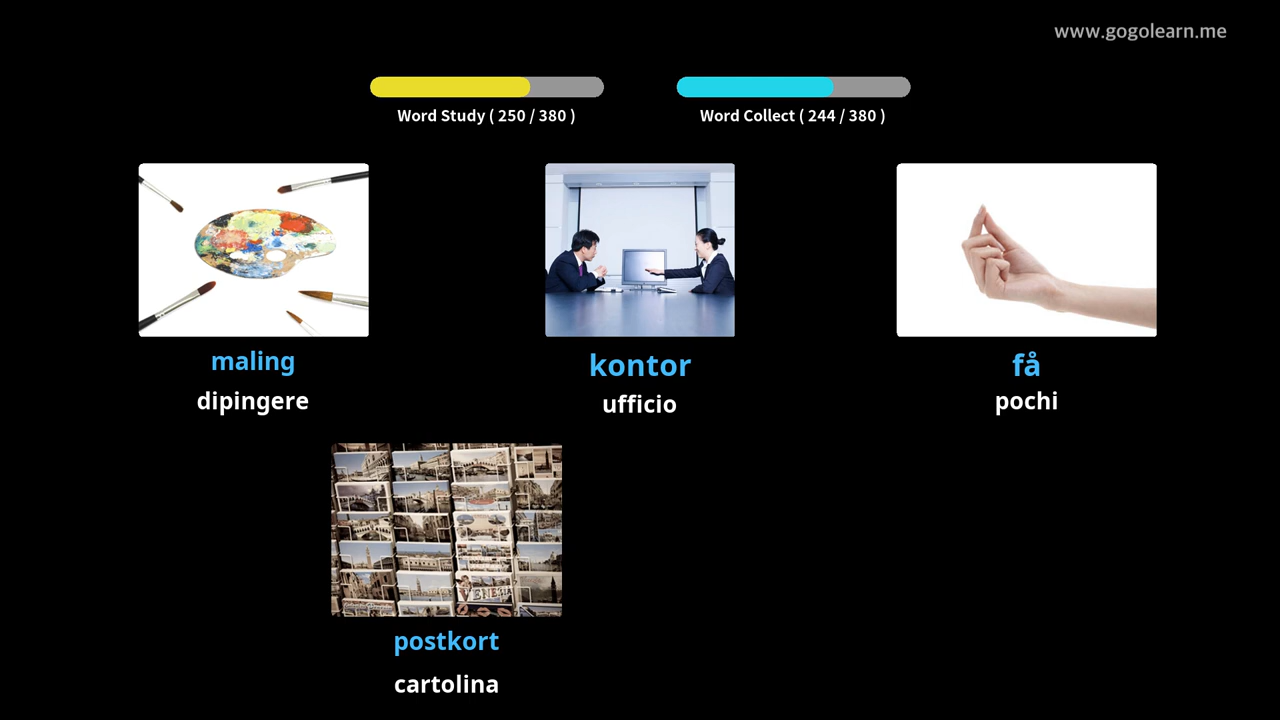 www.gogolearn.me
Word Study ( 250 / 380 )
Word Collect ( 244 / 380 )
maling
dipingere
kontor
ufficio
få
pochi
VENEZIA
postkort
cartolina